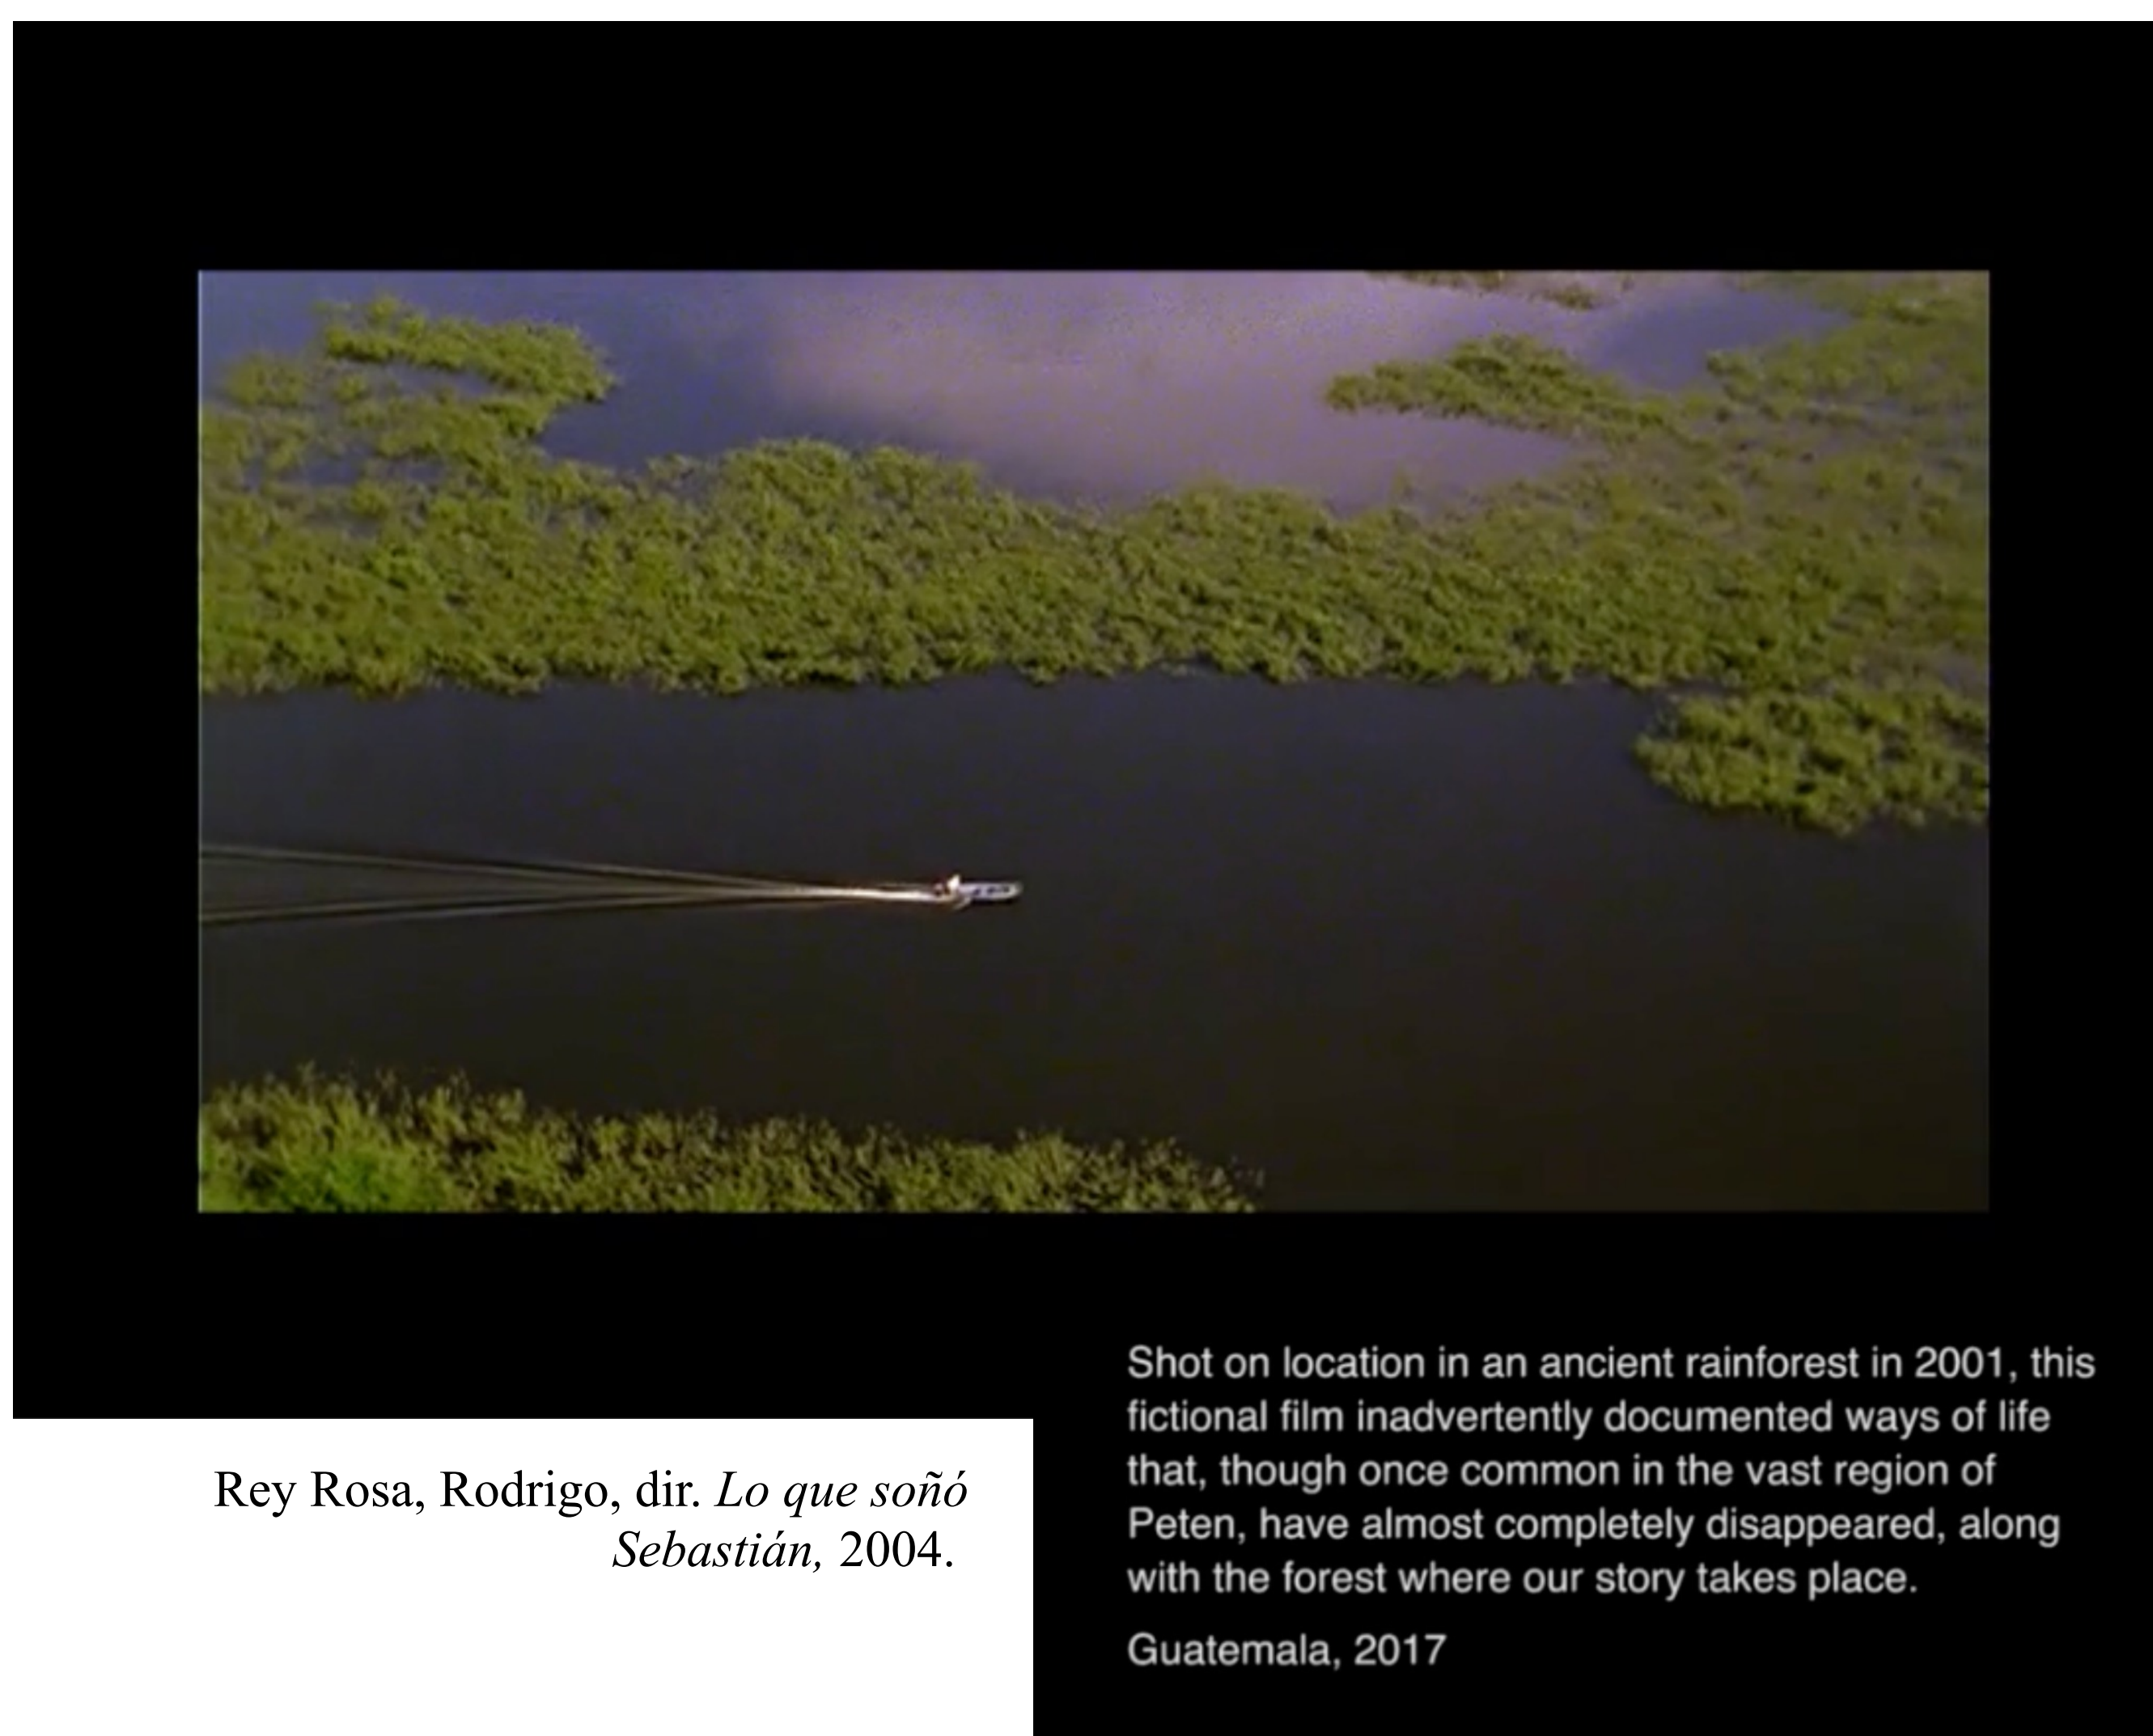 Rey Rosa, Rodrigo, dir. Lo que soñó
Sebastián, 2004.
Shot on location in an ancient rainforest in 2001, this
fictional film inadvertently documented ways of life
that, though once common in the vast region of
Peten, have almost completely disappeared, along
with the forest where our story takes place.
Guatemala, 2017